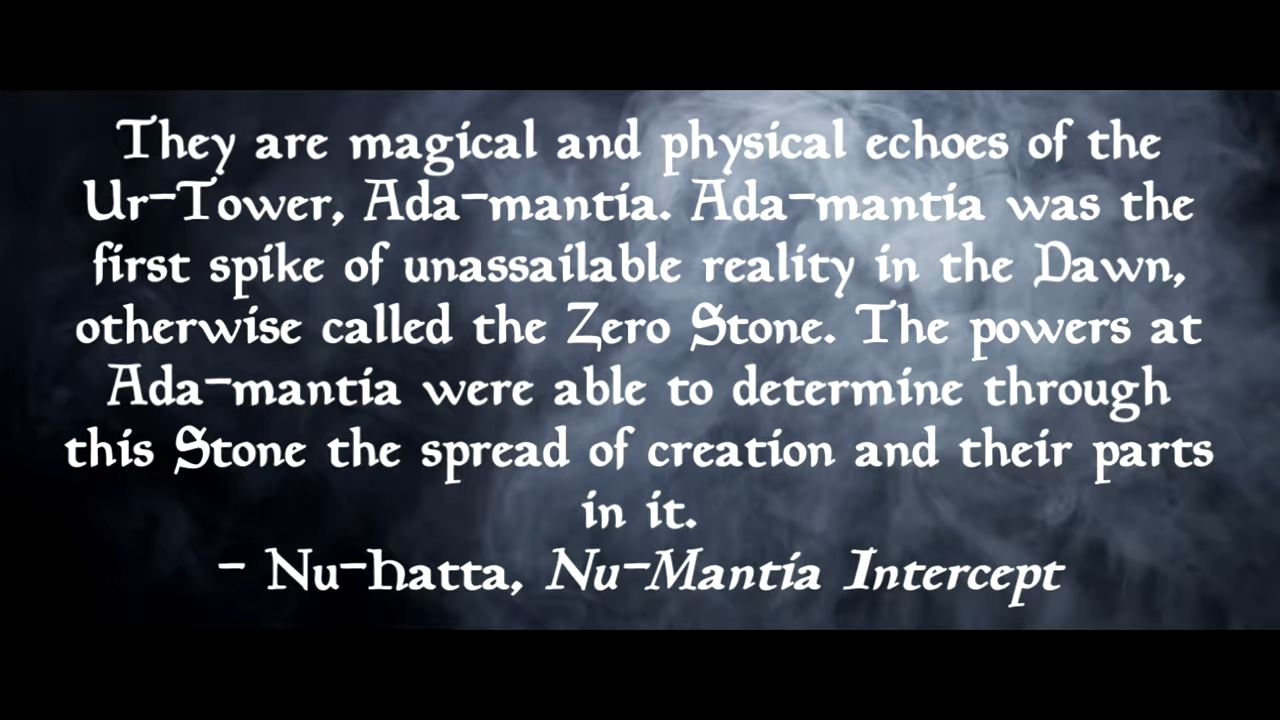 They are magical and physical echoes of the
Ur-Tower, Ada-mantia. Ada-mantia was the
first spike of unassailable reality in the Dawn,
otherwise called the Zero Stone. The powers at
Ada-mantia were able to determine through
this Stone the spread of creation and their parts
in it.
- Nu-hatta, Nu-Mantia Intercept